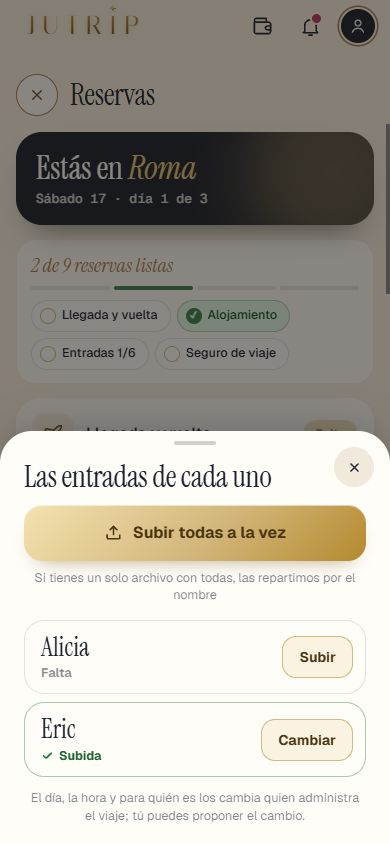 JUTRIP
Reservas
Estás en Roma
Sábado 17 · día 1 de 3
2 de 9 reservas listas
Llegada y vuelta
Alojamiento
Entradas 1/6
Seguro de viaje
Las entradas de cada uno
Subir todas a la vez
Si tienes un solo archivo con todas, las repartimos por el
nombre
Alicia
Falta
Subir
Eric
Subida
Cambiar
El día, la hora y para quién es los cambia quien administra
el viaje; tú puedes proponer el cambio.